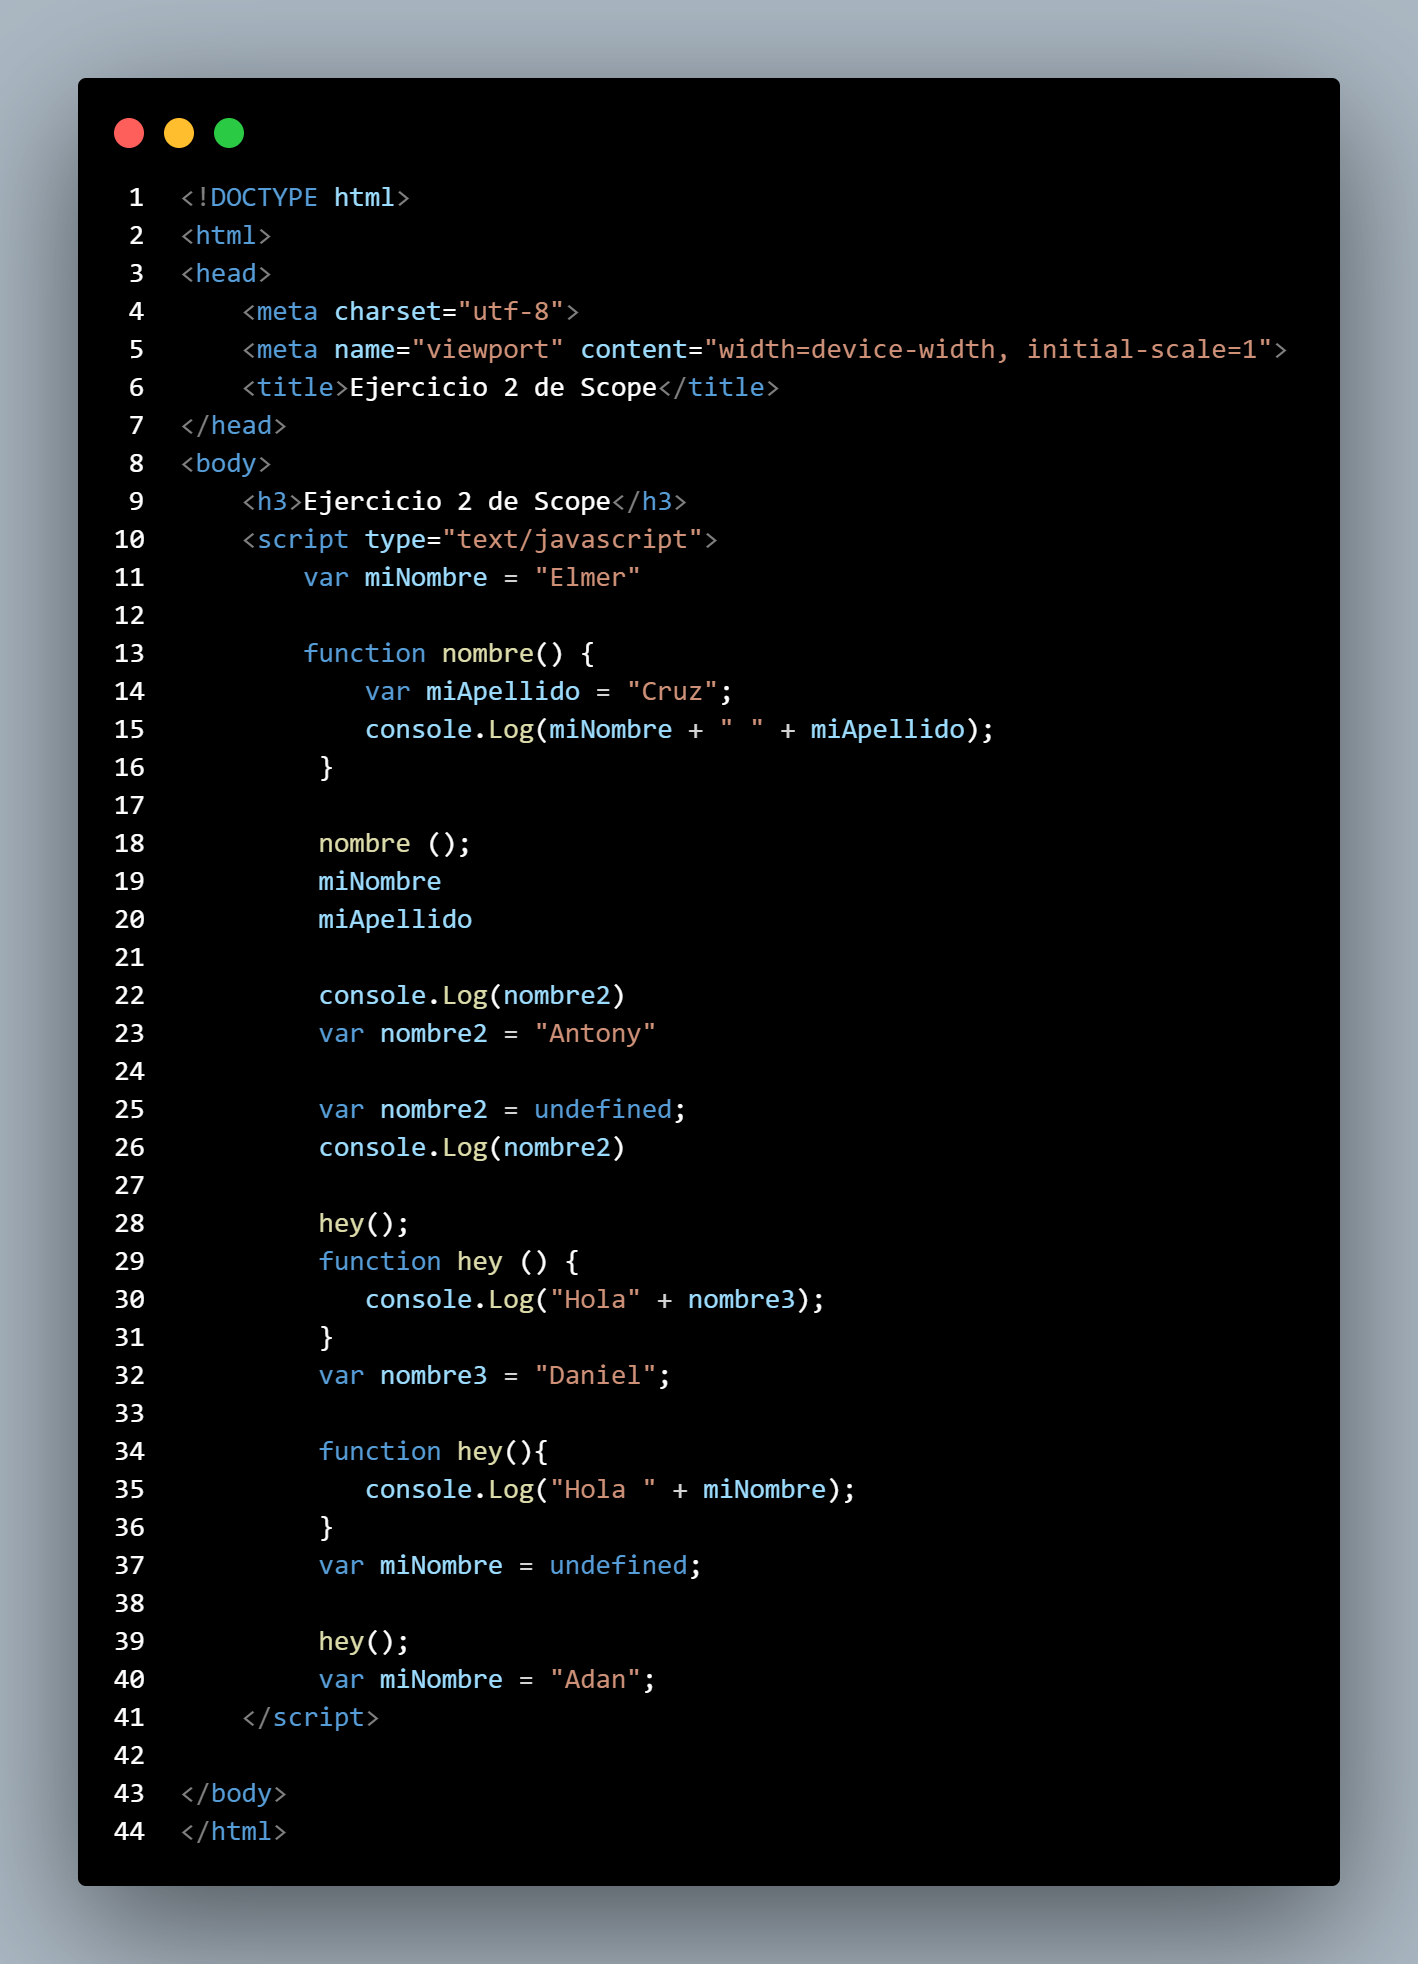 1 <!DOCTYPE html>
2 <html>
3 <head>
4     <meta charset="utf-8">
5     <meta name="viewport" content="width=device-width, initial-scale=1">
6     <title>Ejercicio 2 de Scope</title>
7 </head>
8 <body>
9     <h3>Ejercicio 2 de Scope</h3>
10     <script type="text/javascript">
11         var miNombre = "Elmer"
12
13         function nombre() {
14             var miApellido = "Cruz";
15             console.Log(miNombre + " " + miApellido);
16          }
17
18          nombre ();
19          miNombre
20          miApellido
21
22          console.Log(nombre2)
23          var nombre2 = "Antony"
24
25          var nombre2 = undefined;
26          console.Log(nombre2)
27
28          hey();
29          function hey () {
30             console.Log("Hola" + nombre3);
31          }
32          var nombre3 = "Daniel";
33
34          function hey(){
35             console.Log("Hola " + miNombre);
36          }
37          var miNombre = undefined;
38
39          hey();
40          var miNombre = "Adan";
41     </script>
42
43 </body>
44 </html>